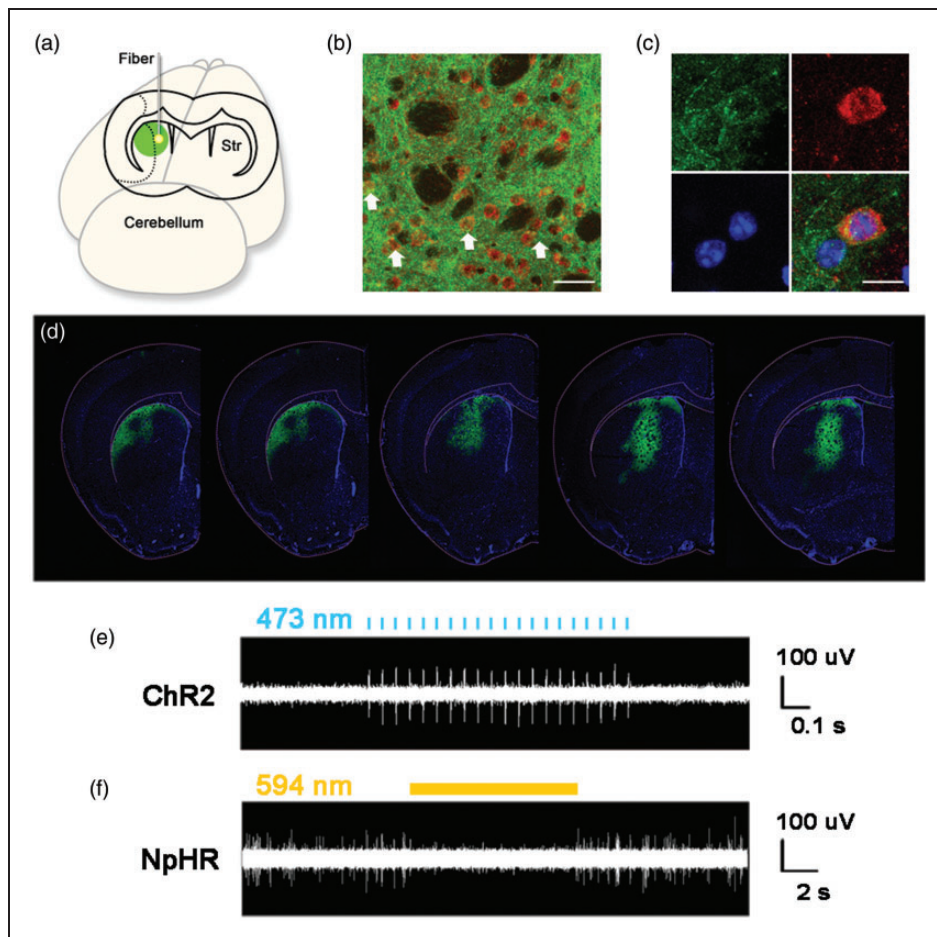 (a)
Fiber
Str
Cerebellum
(b)
(c)
(d)
473 nm
(e)
ChR2
100 uV
0.1 s
594 nm
(f)
NpHR
100 uV
2 s